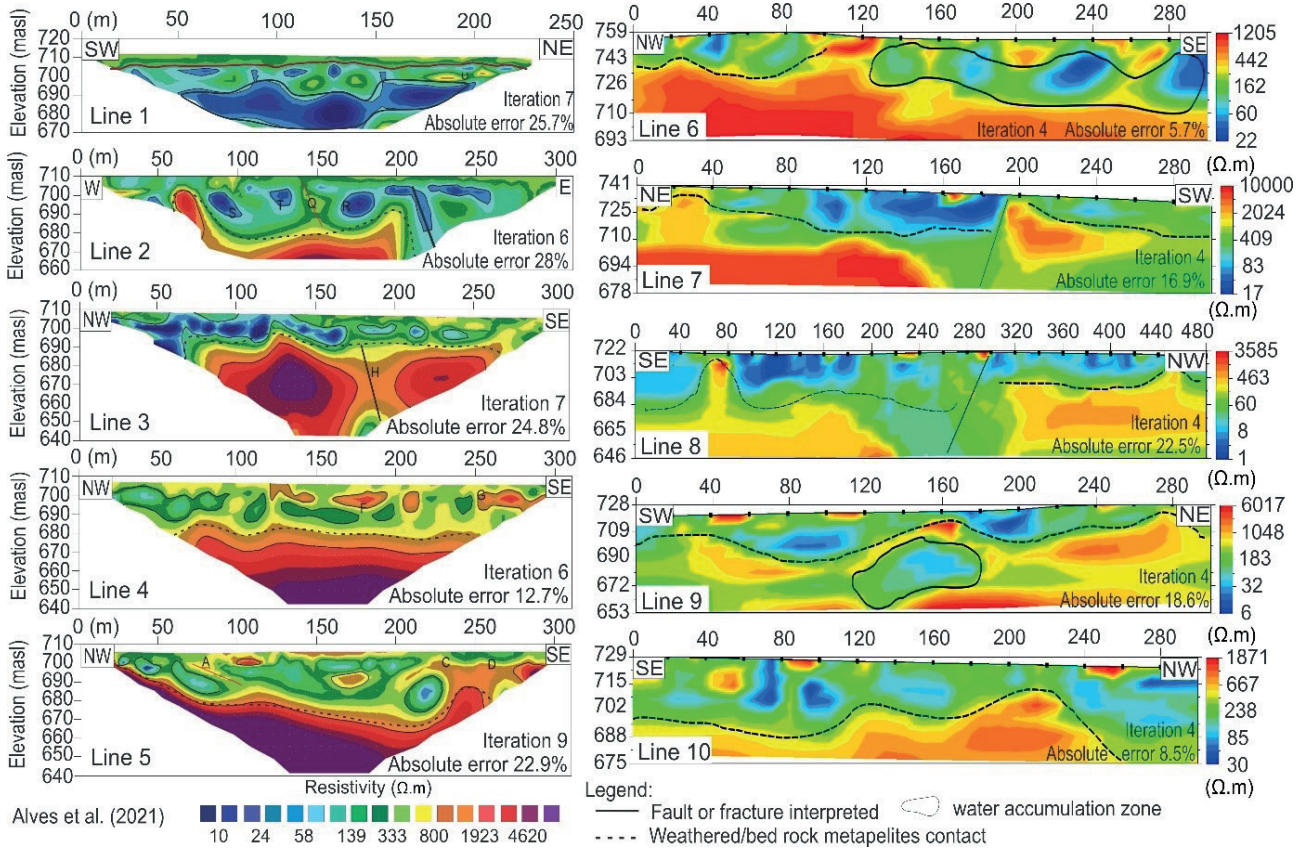 0 (m) 50 100 150 200 250
Elevation (masl)
720
710
700
690
680
670
SW
NE
Line 1
Iteration 7
Absolute error 25.7%
0 (m) 50 100 150 200 250 300
Elevation (masl)
710
700
690
680
670
660
W
E
S
T
Q
R
Line 2
Iteration 6
Absolute error 28%
0 (m) 50 100 150 200 250 300
Elevation (masl)
710
700
690
680
670
660
650
640
NW
SE
H
Line 3
Iteration 7
Absolute error 24.8%
0 (m) 50 100 150 200 250 300
Elevation (masl)
710
700
690
680
670
660
650
640
NW
SE
F
G
Line 4
Iteration 6
Absolute error 12.7%
0 (m) 50 100 150 200 250 300
Elevation (masl)
710
700
690
680
670
660
650
640
NW
SE
A
C
D
Line 5
Iteration 9
Absolute error 22.9%
Resistivity (Ω.m)
Alves et al. (2021)
10 24 58 139 333 800 1923 4620
0 40 80 120 160 200 240 280
759
743
726
710
693
NW
SE
Line 6
Iteration 4 Absolute error 5.7%
1205
442
162
60
22
(Ω.m)
0 40 80 120 160 200 240 280
741
725
710
694
678
NE
SW
Line 7
Iteration 4
Absolute error 16.9%
10000
2024
409
83
17
(Ω.m)
0 40 80 120 160 200 240 280 320 360 400 440 480
722
703
684
665
646
SE
NW
Line 8
Iteration 4
Absolute error 22.5%
3585
463
60
8
1
(Ω.m)
0 40 80 120 160 200 240 280
728
709
690
672
653
SW
NE
Line 9
Iteration 4
Absolute error 18.6%
6017
1048
183
32
6
(Ω.m)
0 40 80 120 160 200 240 280
729
715
702
688
675
SE
NW
Line 10
Iteration 4
Absolute error 8.5%
1871
667
238
85
30
(Ω.m)
Legend:
Fault or fracture interpreted
water accumulation zone
Weathered/bed rock metapelites contact